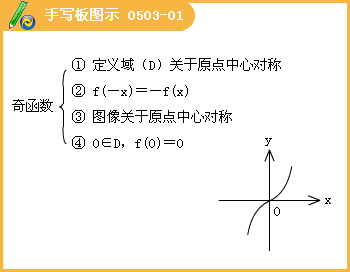 手写板图示 0503-01
① 定义域（D）关于原点中心对称
② f(－x)＝－f(x)
奇函数
③ 图像关于原点中心对称
④ 0∈D，f(0)＝0
y
x
0